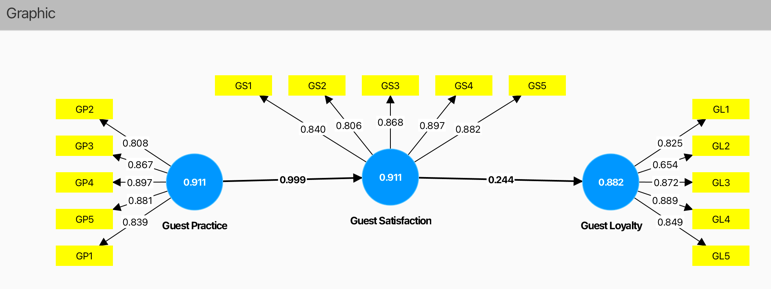 Graphic
GS1
GS2
GS3
GS4
GS5
GP2
GL1
0.840
0.806
0.868
0.897
0.882
0.808
0.825
GP3
GL2
0.867
0.654
0.911
0.999
0.911
0.244
0.882
GP4
0.897
0.872
GL3
0.881
0.889
GP5
GL4
0.839
0.849
Guest Practice
Guest Satisfaction
Guest Loyalty
GP1
GL5